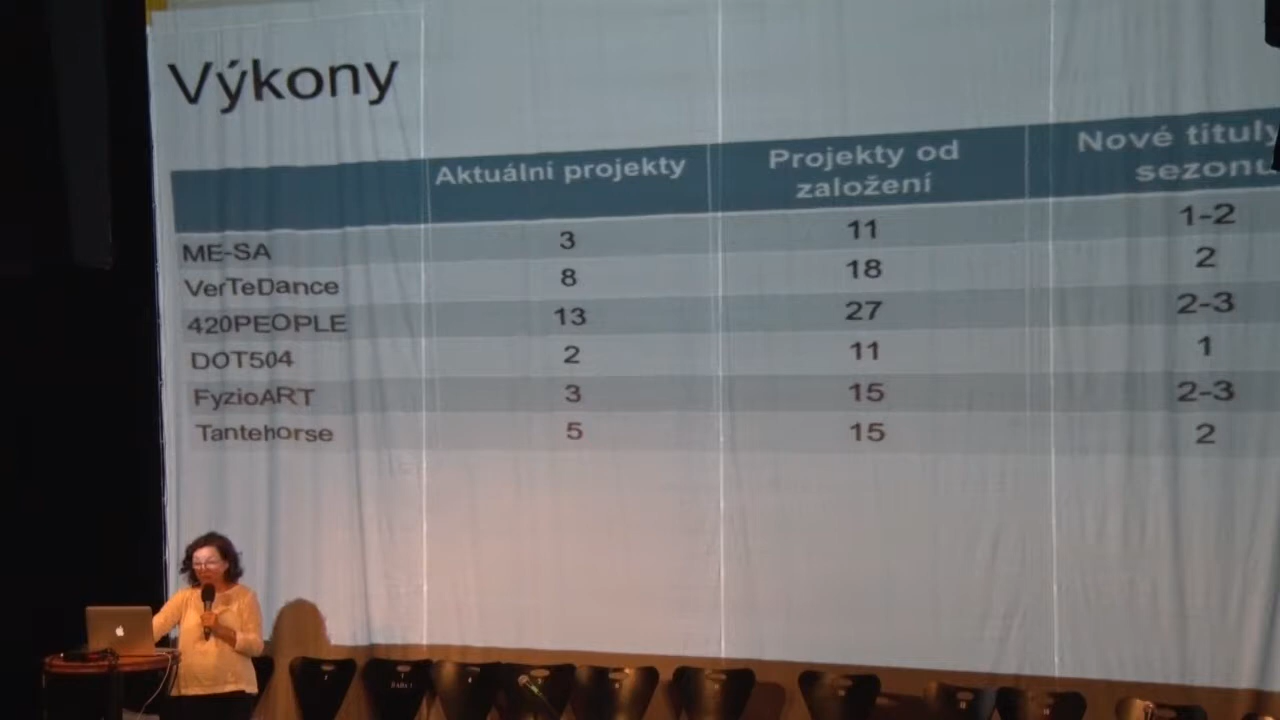 Výkony
Aktuální projekty
Projekty od
založení
Nové tituly
sezonu
ME-SA 3 11 1-2
VerTeDance 8 18 2
420PEOPLE 13 27 2-3
DOT504 2 11 1
FyzioART 3 15 2-3
Tantehorse 5 15 2